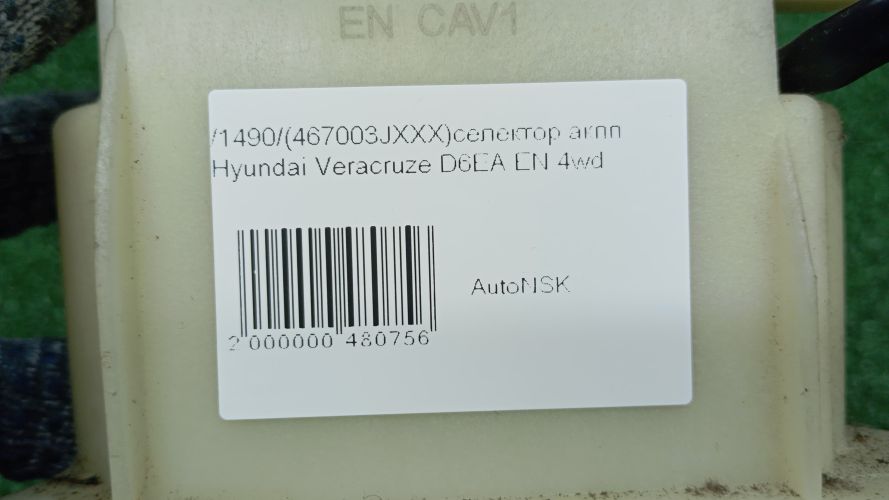 EN CAV1
/1490/(467003JXXX)селектор акпп
Hyundai Veracruze D6EA EN 4wd
AutoNSK
2 000000 480756